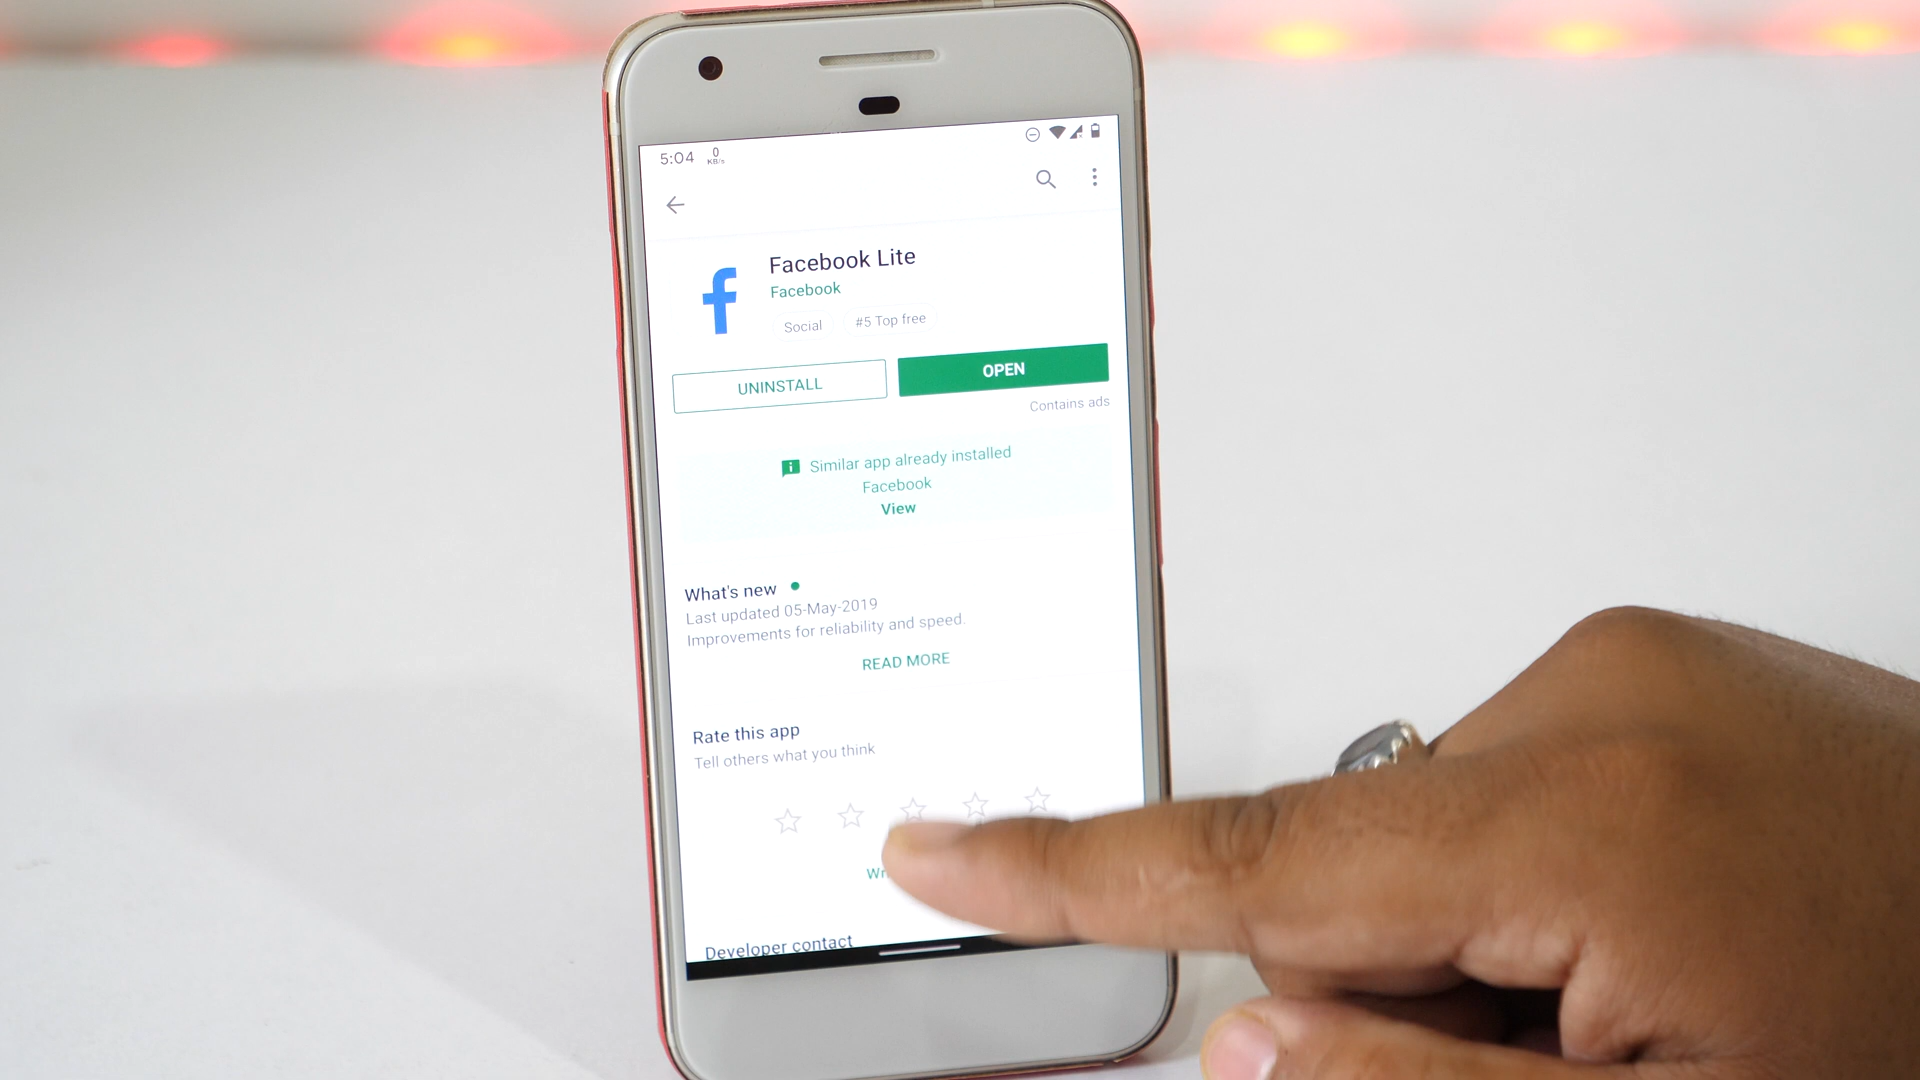 5:04 0 KB/s
Facebook Lite
Facebook
Social #5 Top free
UNINSTALL OPEN
Contains ads
Similar app already installed
Facebook
View
What's new
Last updated 05-May-2019
Improvements for reliability and speed.
READ MORE
Rate this app
Tell others what you think
Developer contact